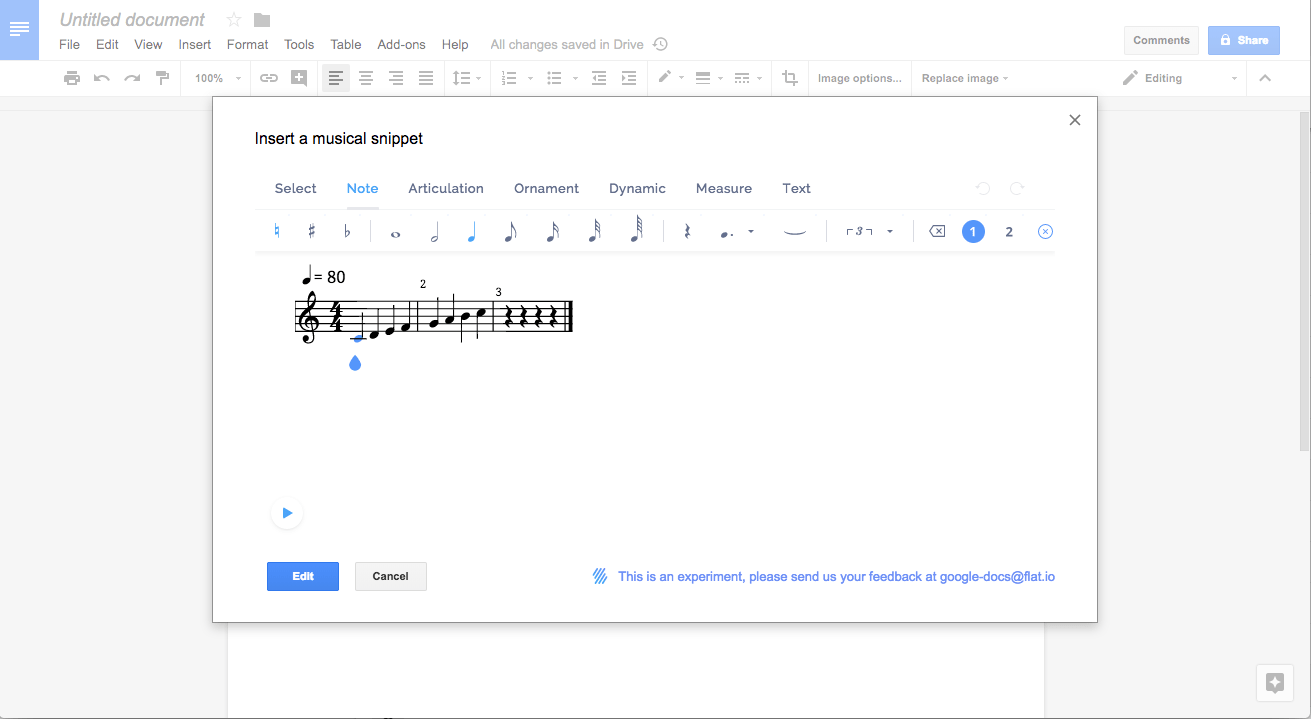 Untitled document
File Edit View Insert Format Tools Table Add-ons Help All changes saved in Drive
Comments Share
100% Image options... Replace image Editing
Insert a musical snippet
Select Note Articulation Ornament Dynamic Measure Text
3 1 2
= 80
2
3
4
4
Edit Cancel This is an experiment, please send us your feedback at google-docs@flat.io